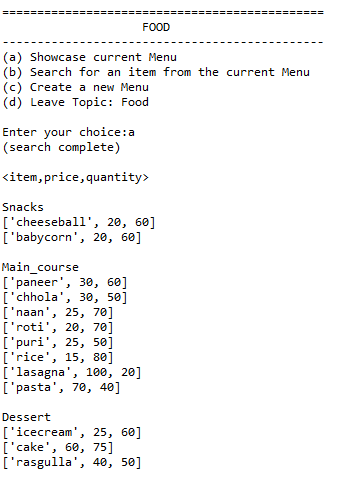 ==============================================
FOOD
----------------------------------------------
(a) Showcase current Menu
(b) Search for an item from the current Menu
(c) Create a new Menu
(d) Leave Topic: Food
Enter your choice:a
(search complete)
<item,price,quantity>
Snacks
['cheeseball', 20, 60]
['babycorn', 20, 60]
Main_course
['paneer', 30, 60]
['chhola', 30, 50]
['naan', 25, 70]
['roti', 20, 70]
['puri', 25, 50]
['rice', 15, 80]
['lasagna', 100, 20]
['pasta', 70, 40]
Dessert
['icecream', 25, 60]
['cake', 60, 75]
['rasgulla', 40, 50]